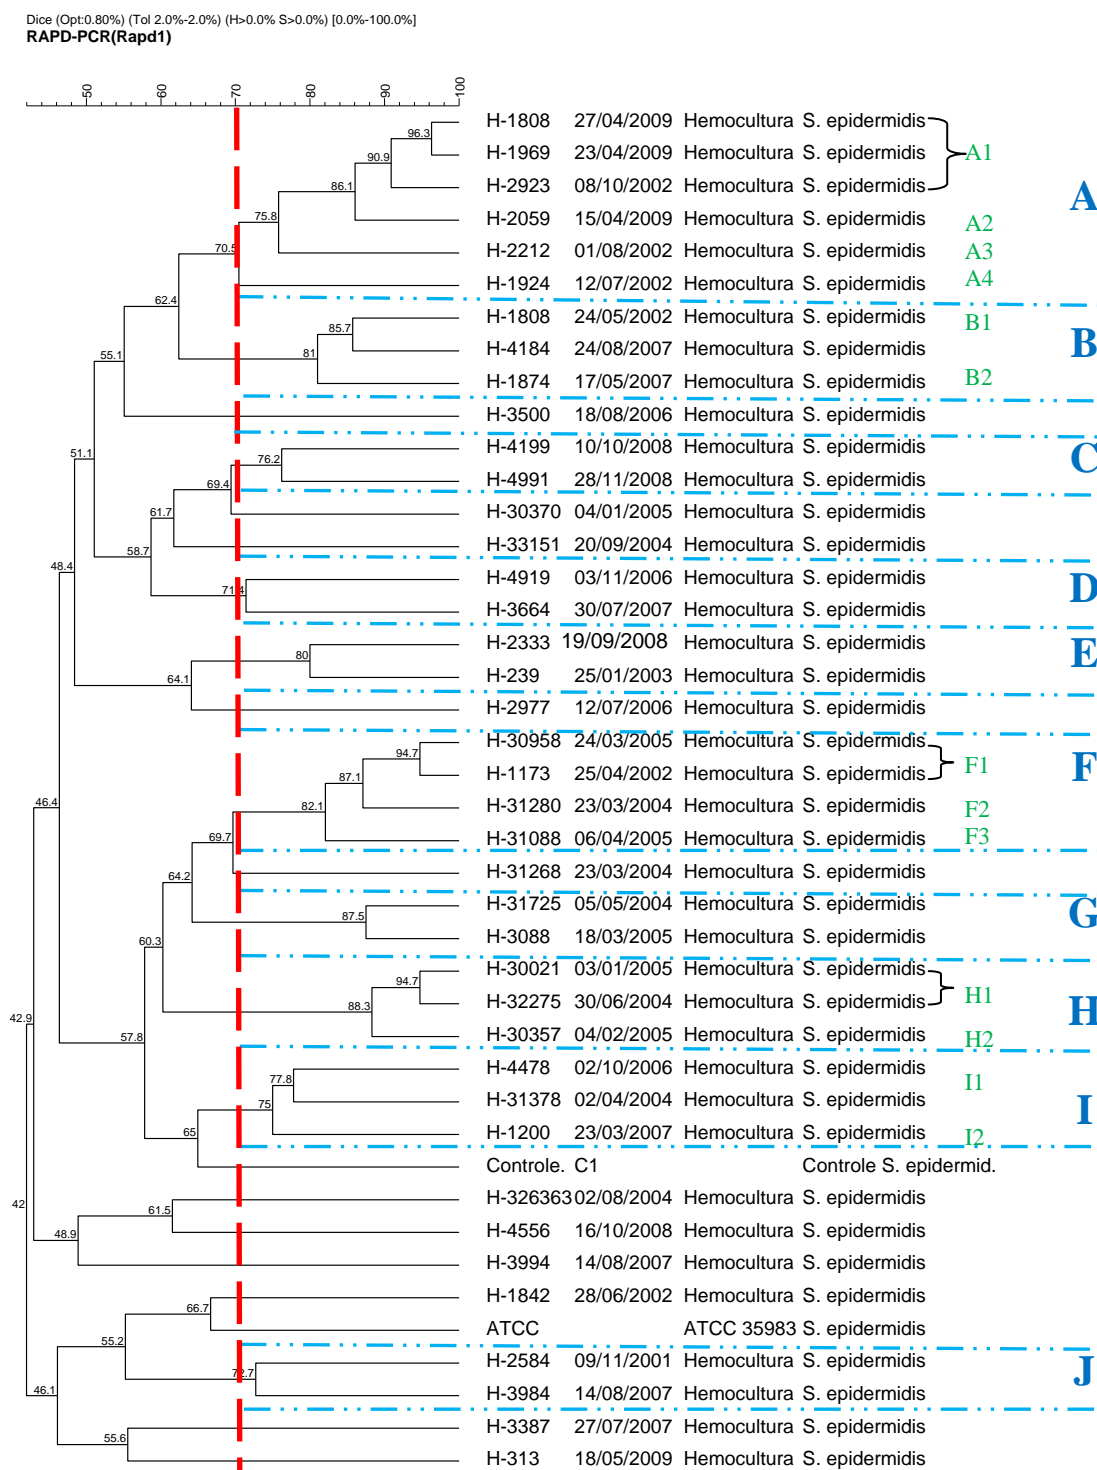 Dice (Opt:0.80%) (Tol 2.0%-2.0%) (H>0.0% S>0.0%) [0.0%-100.0%]
RAPD-PCR(Rapd1)
50 60 70 80 90 100
H-1808 27/04/2009 Hemocultura S. epidermidis
96.3
H-1969 23/04/2009 Hemocultura S. epidermidis A1
90.9
H-2923 08/10/2002 Hemocultura S. epidermidis
86.1
A
75.8
H-2059 15/04/2009 Hemocultura S. epidermidis A2
70.5
H-2212 01/08/2002 Hemocultura S. epidermidis A3
H-1924 12/07/2002 Hemocultura S. epidermidis A4
62.4
H-1808 24/05/2002 Hemocultura S. epidermidis B1
85.7
B
H-4184 24/08/2007 Hemocultura S. epidermidis
81
55.1
H-1874 17/05/2007 Hemocultura S. epidermidis B2
H-3500 18/08/2006 Hemocultura S. epidermidis
H-4199 10/10/2008 Hemocultura S. epidermidis
51.1
76.2
C
H-4991 28/11/2008 Hemocultura S. epidermidis
69.4
H-30370 04/01/2005 Hemocultura S. epidermidis
61.7
H-33151 20/09/2004 Hemocultura S. epidermidis
58.7
48.4
H-4919 03/11/2006 Hemocultura S. epidermidis
D
71.4
H-3664 30/07/2007 Hemocultura S. epidermidis
H-2333 19/09/2008 Hemocultura S. epidermidis
E
80
H-239 25/01/2003 Hemocultura S. epidermidis
64.1
H-2977 12/07/2006 Hemocultura S. epidermidis
H-30958 24/03/2005 Hemocultura S. epidermidis
94.7
F1
F
H-1173 25/04/2002 Hemocultura S. epidermidis
87.1
46.4
82.1
H-31280 23/03/2004 Hemocultura S. epidermidis F2
69.7
H-31088 06/04/2005 Hemocultura S. epidermidis F3
H-31268 23/03/2004 Hemocultura S. epidermidis
64.2
H-31725 05/05/2004 Hemocultura S. epidermidis
G
87.5
H-3088 18/03/2005 Hemocultura S. epidermidis
60.3
H-30021 03/01/2005 Hemocultura S. epidermidis
94.7
H1
H-32275 30/06/2004 Hemocultura S. epidermidis
88.3
H
42.9
H-30357 04/02/2005 Hemocultura S. epidermidis H2
57.8
H-4478 02/10/2006 Hemocultura S. epidermidis
77.8
I1
H-31378 02/04/2004 Hemocultura S. epidermidis
75
I
H-1200 23/03/2007 Hemocultura S. epidermidis I2
65
Controle. C1 Controle S. epidermid.
H-326363 02/08/2004 Hemocultura S. epidermidis
42
61.5
H-4556 16/10/2008 Hemocultura S. epidermidis
48.9
H-3994 14/08/2007 Hemocultura S. epidermidis
H-1842 28/06/2002 Hemocultura S. epidermidis
66.7
ATCC ATCC 35983 S. epidermidis
55.2
H-2584 09/11/2001 Hemocultura S. epidermidis
J
72.7
H-3984 14/08/2007 Hemocultura S. epidermidis
46.1
H-3387 27/07/2007 Hemocultura S. epidermidis
55.6
H-313 18/05/2009 Hemocultura S. epidermidis